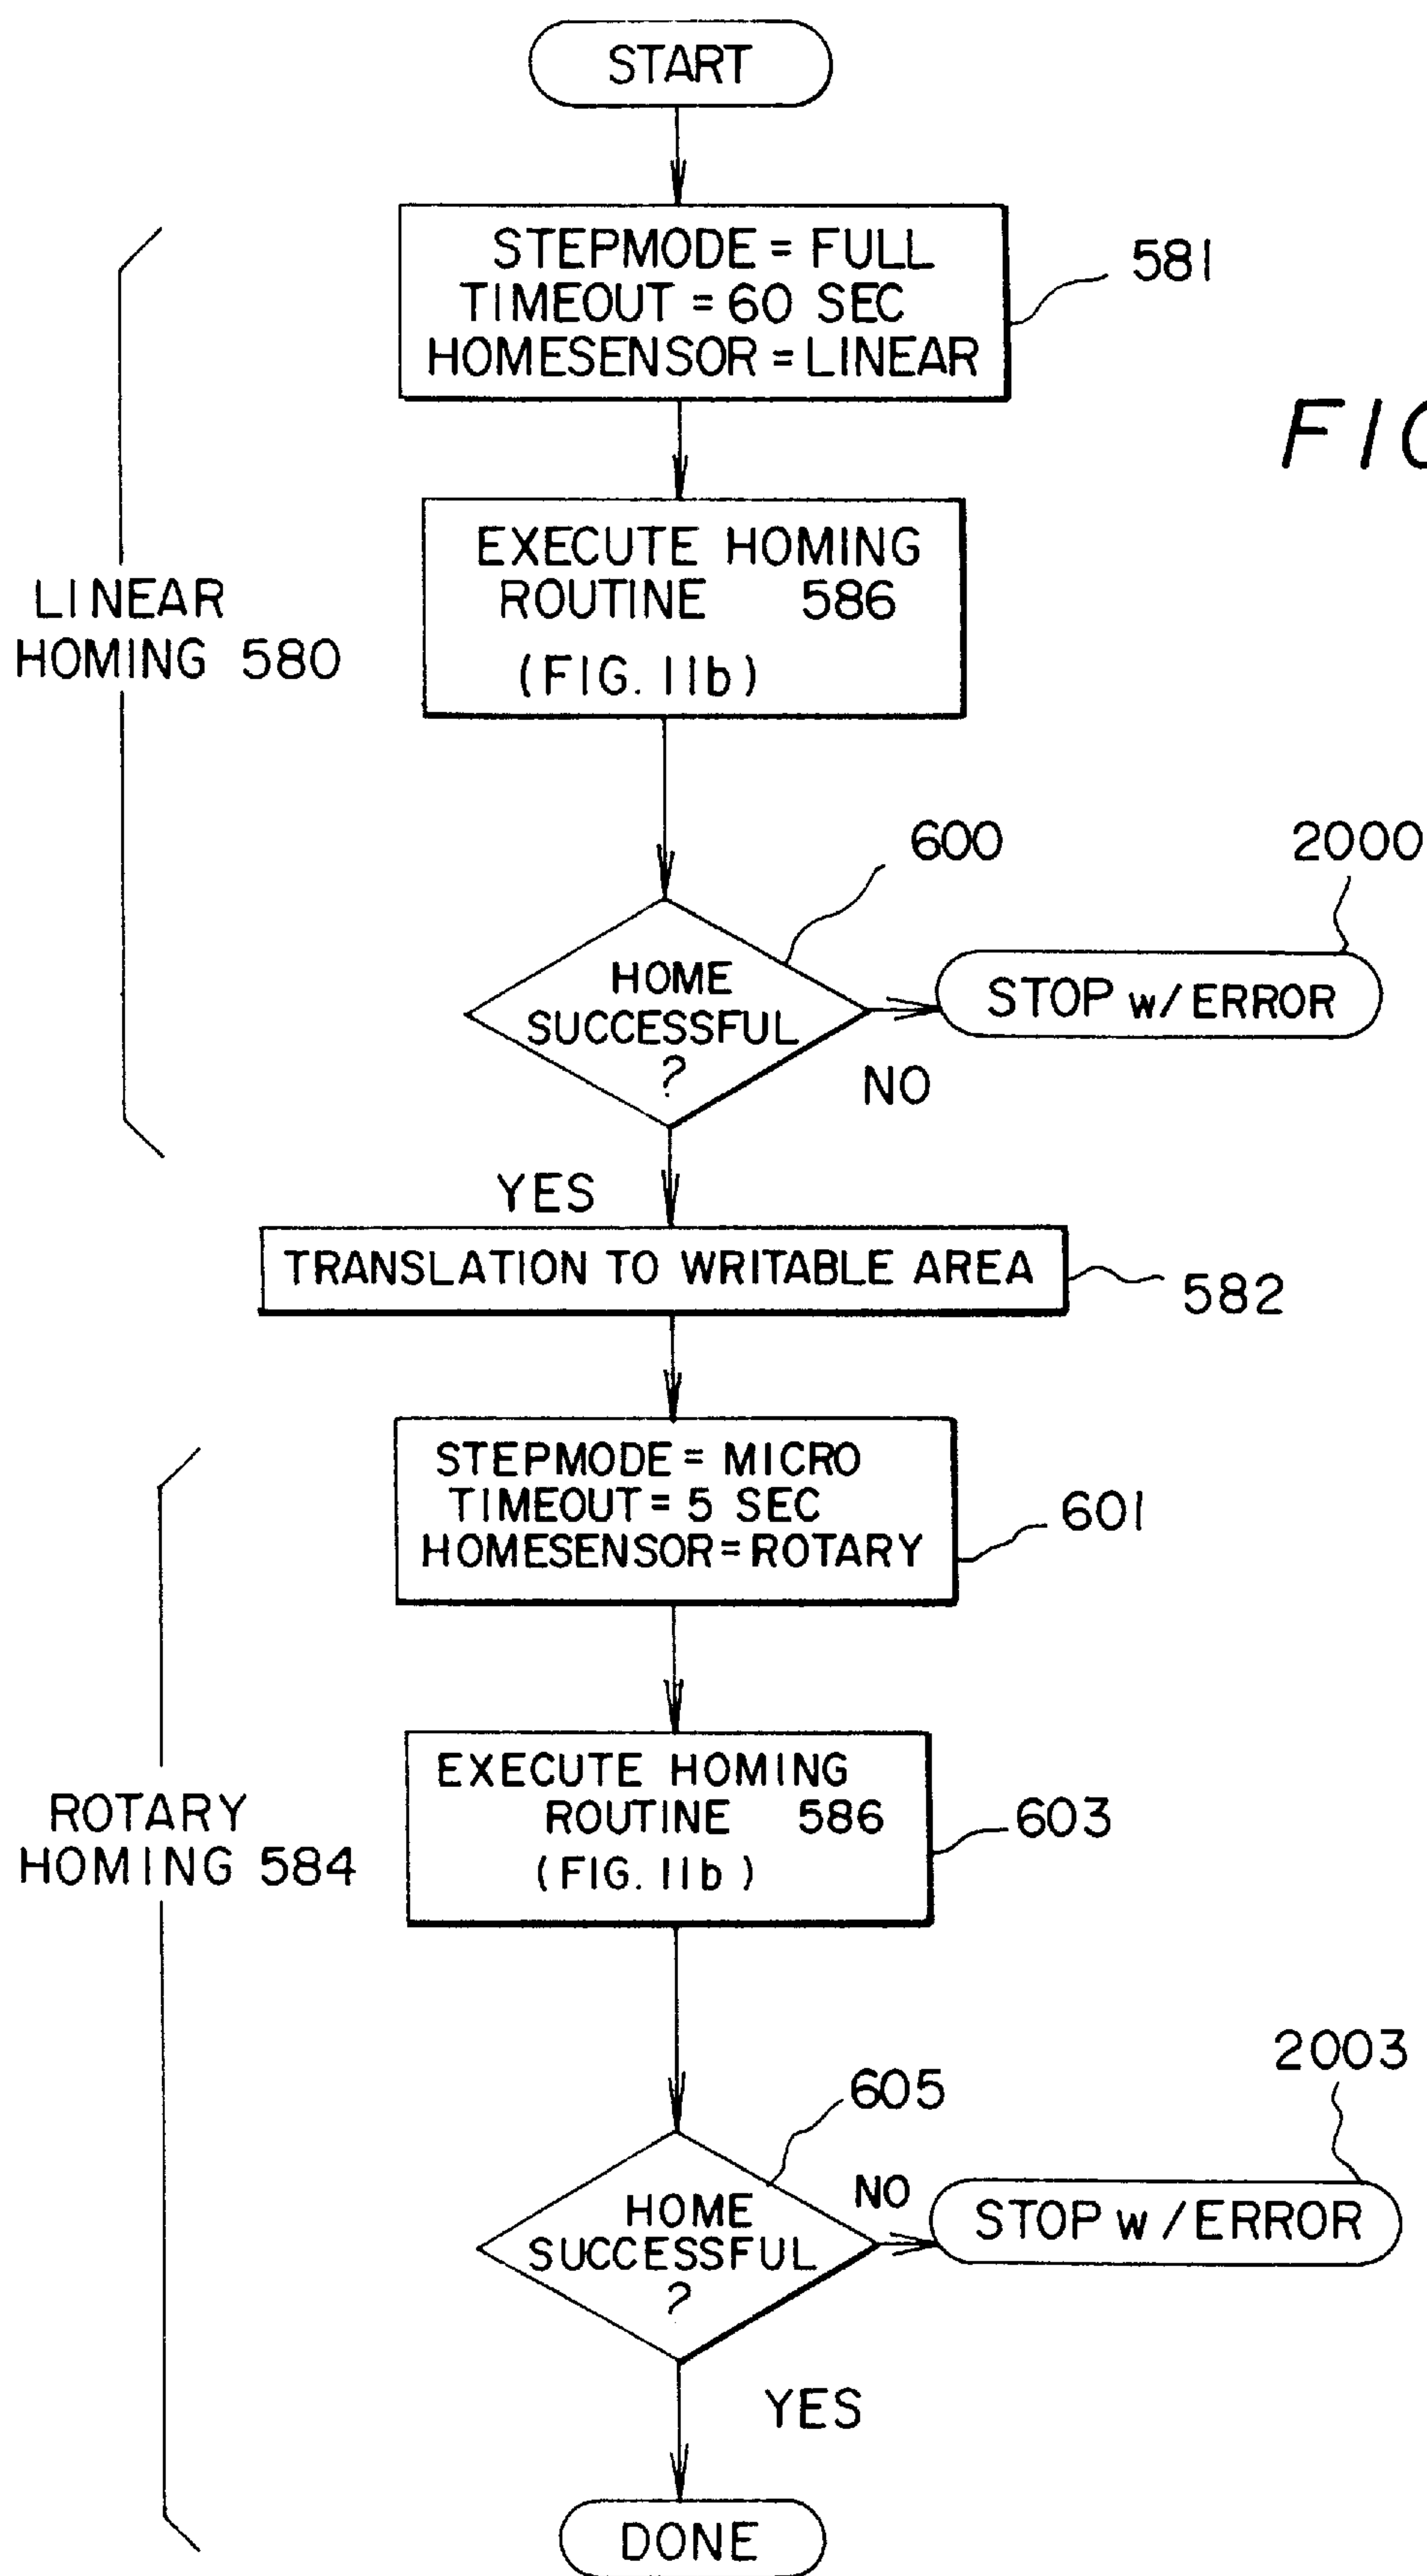 START
STEPMODE = FULL
TIMEOUT = 60 SEC
HOMESENSOR = LINEAR
581
FIG
EXECUTE HOMING
ROUTINE 586
(FIG. 11b)
LINEAR
HOMING 580
600
2000
HOME
SUCCESSFUL
?
STOP w/ ERROR
NO
YES
TRANSLATION TO WRITABLE AREA
582
STEPMODE = MICRO
TIMEOUT = 5 SEC
HOMESENSOR = ROTARY
601
EXECUTE HOMING
ROUTINE 586
(FIG. 11b)
603
ROTARY
HOMING 584
605
2003
HOME
SUCCESSFUL
?
NO
STOP w / ERROR
YES
DONE